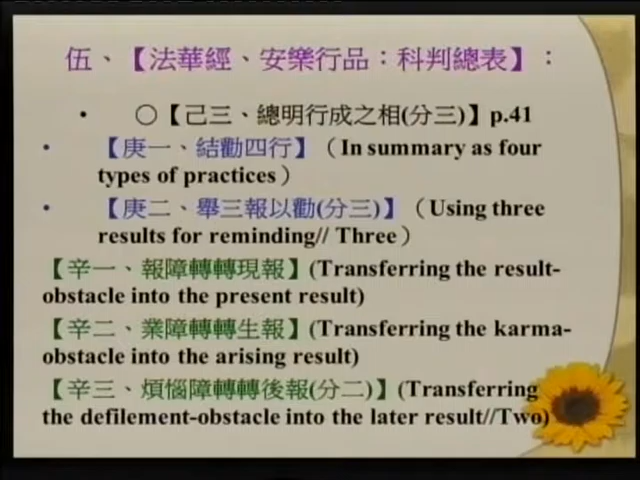 伍、【法華經、安樂行品：科判總表】：
• ○【己三、總明行成之相(分三)】p.41
• 【庚一、結勸四行】（In summary as four
types of practices）
• 【庚二、舉三報以勸(分三)】（Using three
results for reminding// Three）
【辛一、報障轉轉現報】(Transferring the result-
obstacle into the present result)
【辛二、業障轉轉生報】(Transferring the karma-
obstacle into the arising result)
【辛三、煩惱障轉轉後報(分二)】(Transferring
the defilement-obstacle into the later result//Two)